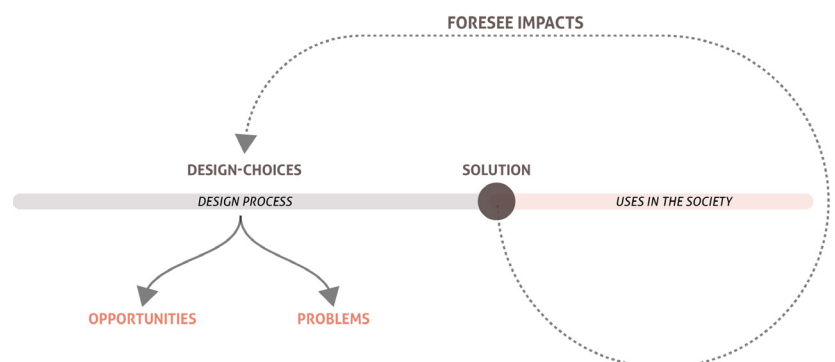 FORESEE IMPACTS
DESIGN-CHOICES
SOLUTION
DESIGN PROCESS
USES IN THE SOCIETY
OPPORTUNITIES
PROBLEMS